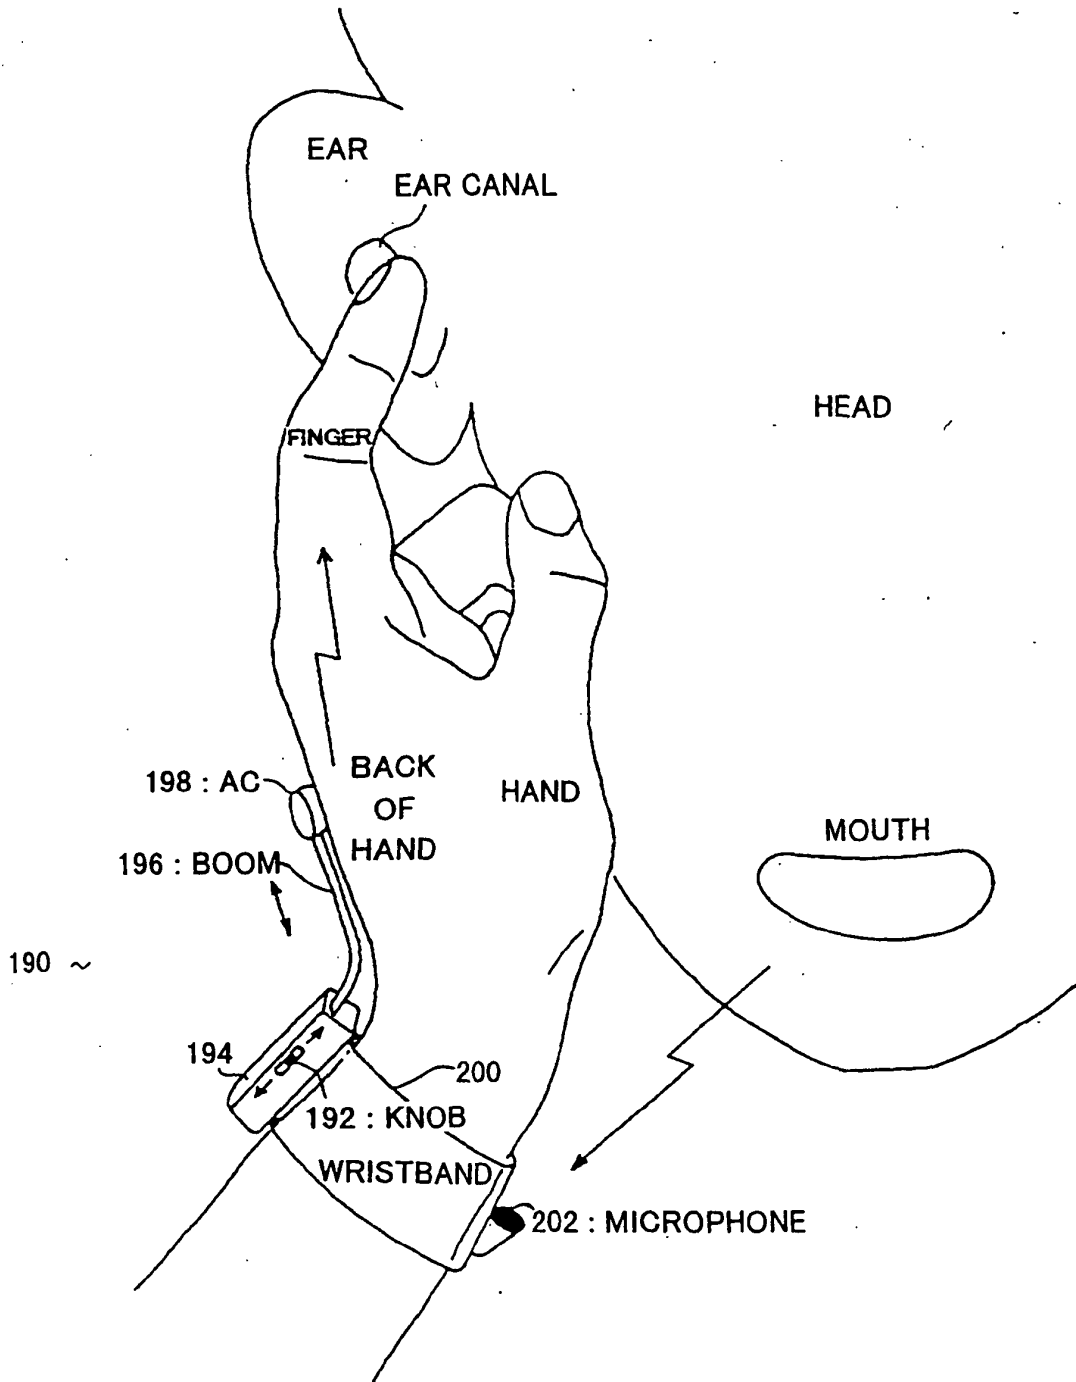 EAR
EAR CANAL
HEAD
FINGER
198 : AC
BACK
OF
HAND
HAND
MOUTH
196 : BOOM
190 ~
194
200
192 : KNOB
WRISTBAND
202 : MICROPHONE